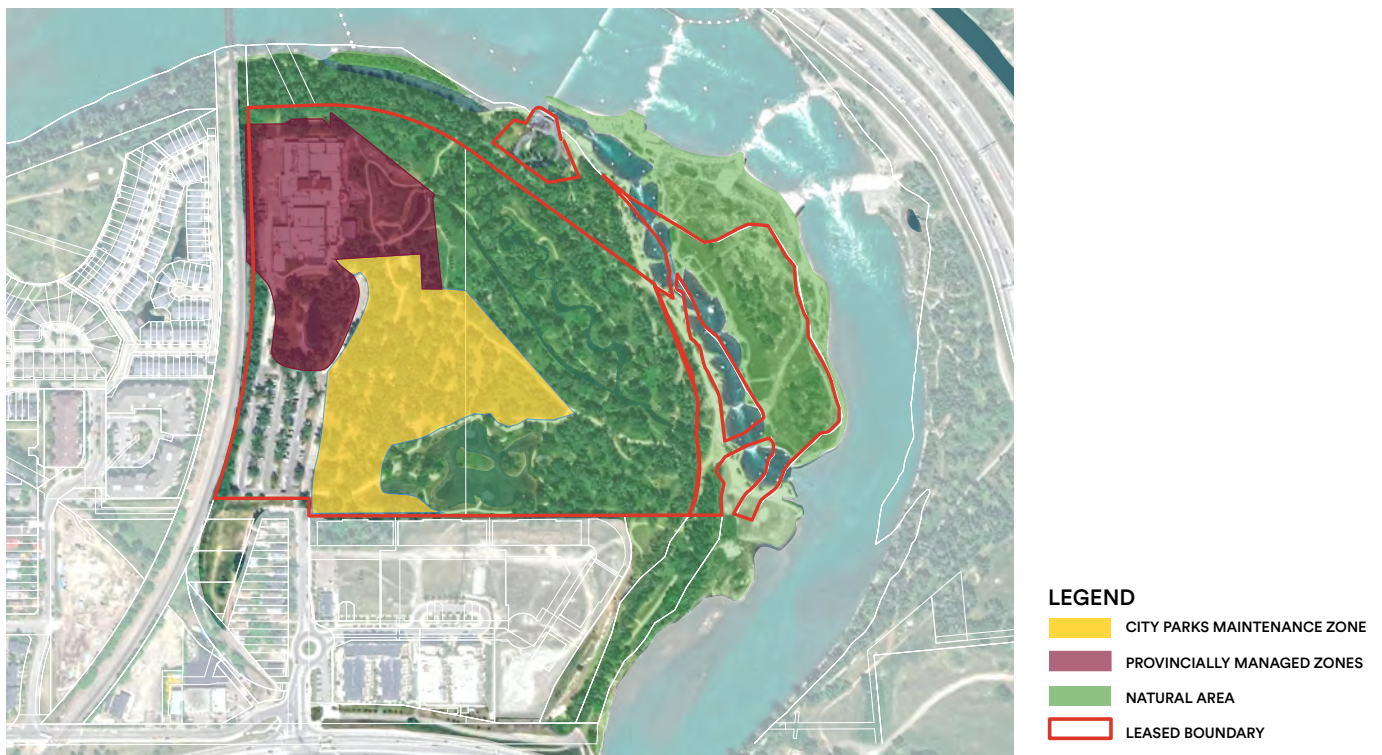 LEGEND
CITY PARKS MAINTENANCE ZONE
PROVINCIALLY MANAGED ZONES
NATURAL AREA
LEASED BOUNDARY